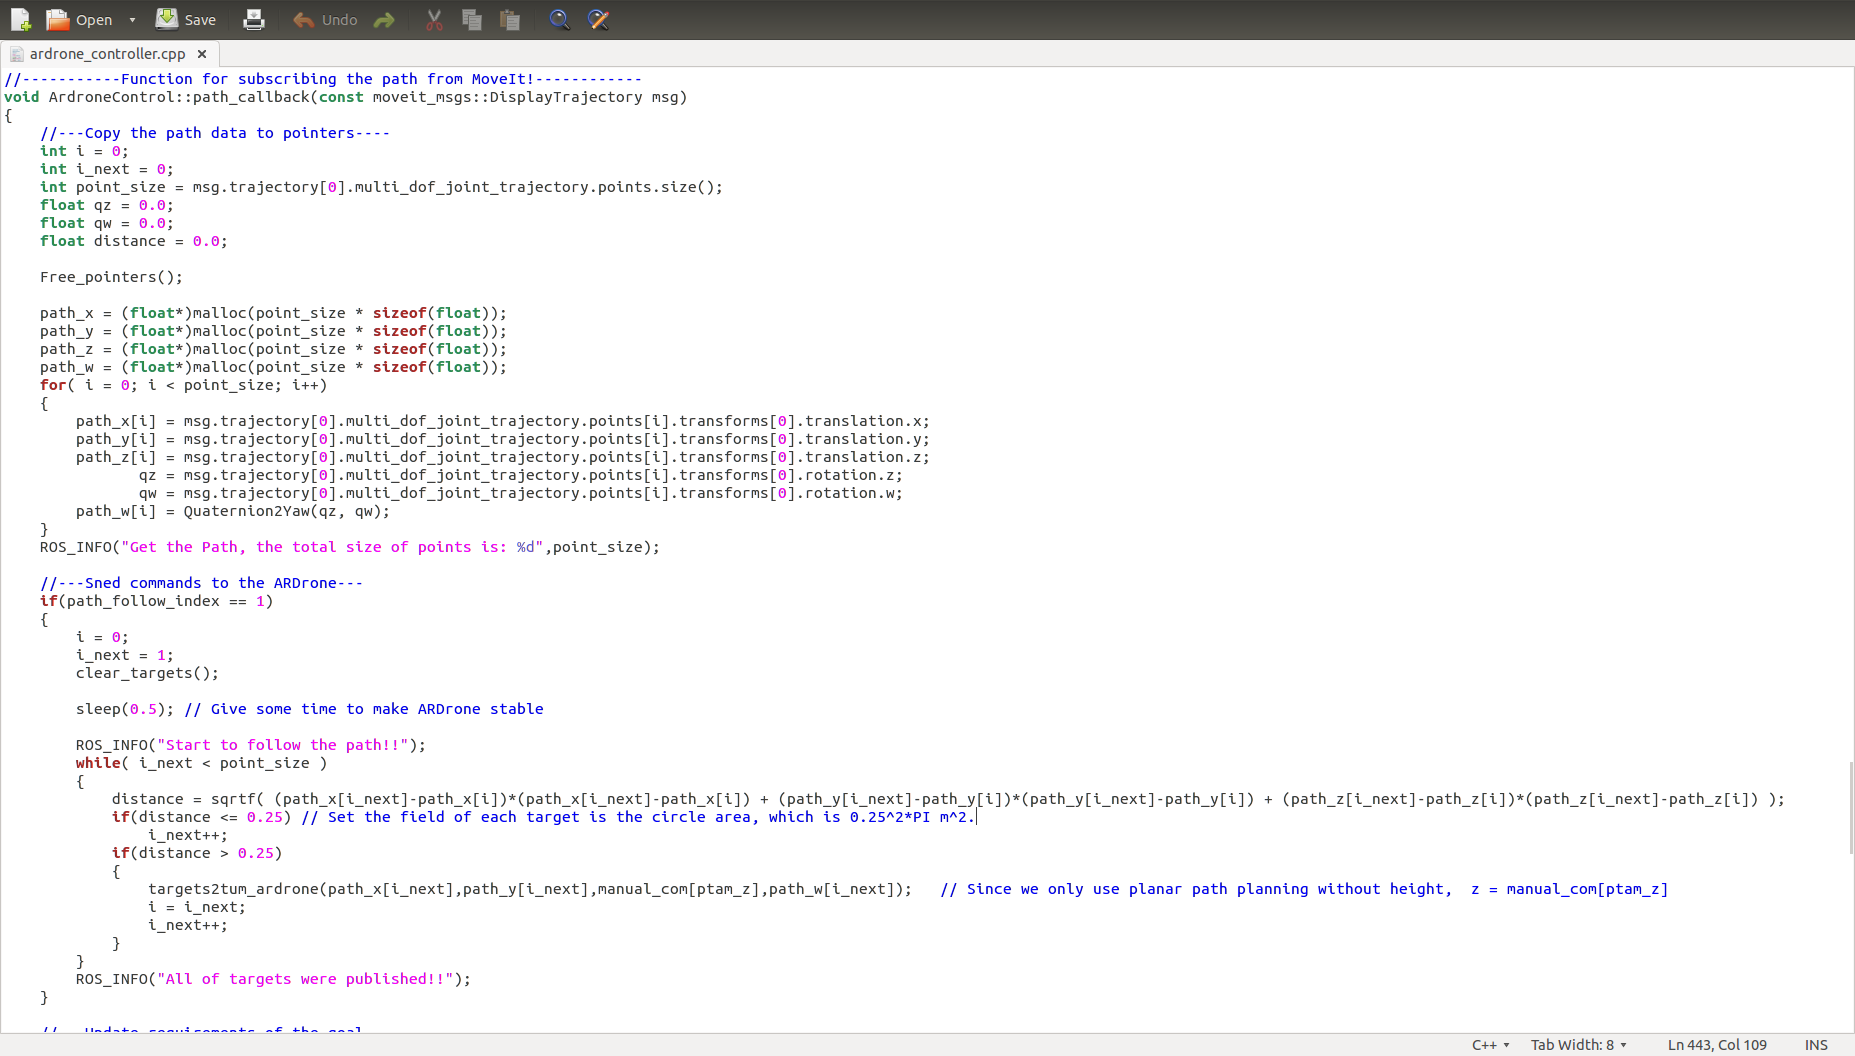 Open Save Undo
ardrone_controller.cpp
//-----------Function for subscribing the path from MoveIt!------------
void ArdroneControl::path_callback(const moveit_msgs::DisplayTrajectory msg)
{
    //---Copy the path data to pointers----
    int i = 0;
    int i_next = 0;
    int point_size = msg.trajectory[0].multi_dof_joint_trajectory.points.size();
    float qz = 0.0;
    float qw = 0.0;
    float distance = 0.0;

    Free_pointers();

    path_x = (float*)malloc(point_size * sizeof(float));
    path_y = (float*)malloc(point_size * sizeof(float));
    path_z = (float*)malloc(point_size * sizeof(float));
    path_w = (float*)malloc(point_size * sizeof(float));
    for( i = 0; i < point_size; i++)
    {
        path_x[i] = msg.trajectory[0].multi_dof_joint_trajectory.points[i].transforms[0].translation.x;
        path_y[i] = msg.trajectory[0].multi_dof_joint_trajectory.points[i].transforms[0].translation.y;
        path_z[i] = msg.trajectory[0].multi_dof_joint_trajectory.points[i].transforms[0].translation.z;
               qz = msg.trajectory[0].multi_dof_joint_trajectory.points[i].transforms[0].rotation.z;
               qw = msg.trajectory[0].multi_dof_joint_trajectory.points[i].transforms[0].rotation.w;
        path_w[i] = Quaternion2Yaw(qz, qw);
    }
    ROS_INFO("Get the Path, the total size of points is: %d",point_size);

    //---Sned commands to the ARDrone---
    if(path_follow_index == 1)
    {
        i = 0;
        i_next = 1;
        clear_targets();

        sleep(0.5); // Give some time to make ARDrone stable

        ROS_INFO("Start to follow the path!!");
        while( i_next < point_size )
        {
            distance = sqrtf( (path_x[i_next]-path_x[i])*(path_x[i_next]-path_x[i]) + (path_y[i_next]-path_y[i])*(path_y[i_next]-path_y[i]) + (path_z[i_next]-path_z[i])*(path_z[i_next]-path_z[i]) );
            if(distance <= 0.25) // Set the field of each target is the circle area, which is 0.25^2*PI m^2.
                i_next++;
            if(distance > 0.25)
            {
                targets2tum_ardrone(path_x[i_next],path_y[i_next],manual_com[ptam_z],path_w[i_next]);   // Since we only use planar path planning without height,  z = manual_com[ptam_z]
                i = i_next;
                i_next++;
            }
        }
        ROS_INFO("All of targets were published!!");
    }

    //---Update requirements of the goal
C++ Tab Width: 8 Ln 443, Col 109 INS